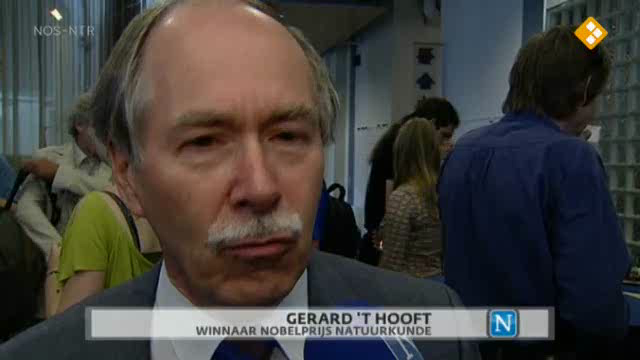 NOS-NTR
GERARD 'T HOOFT
WINNAAR NOBELPRIJS NATUURKUNDE
N